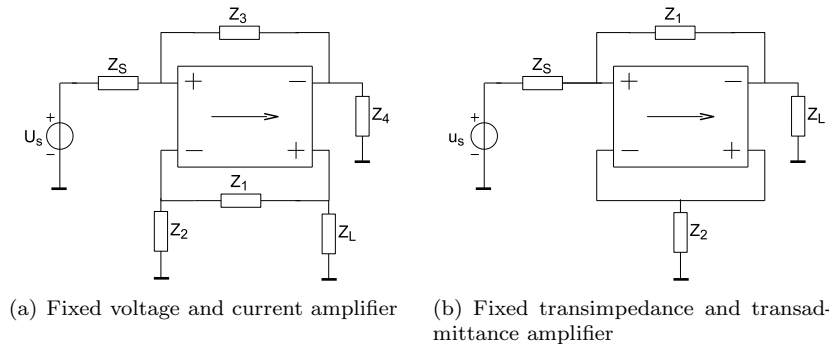 Z3
ZS
+
−
+
US
−
Z4
−
+
Z1
Z2
ZL
(a) Fixed voltage and current amplifier
Z1
ZS
+
−
+
us
−
ZL
−
+
Z2
(b) Fixed transimpedance and transad-
mittance amplifier